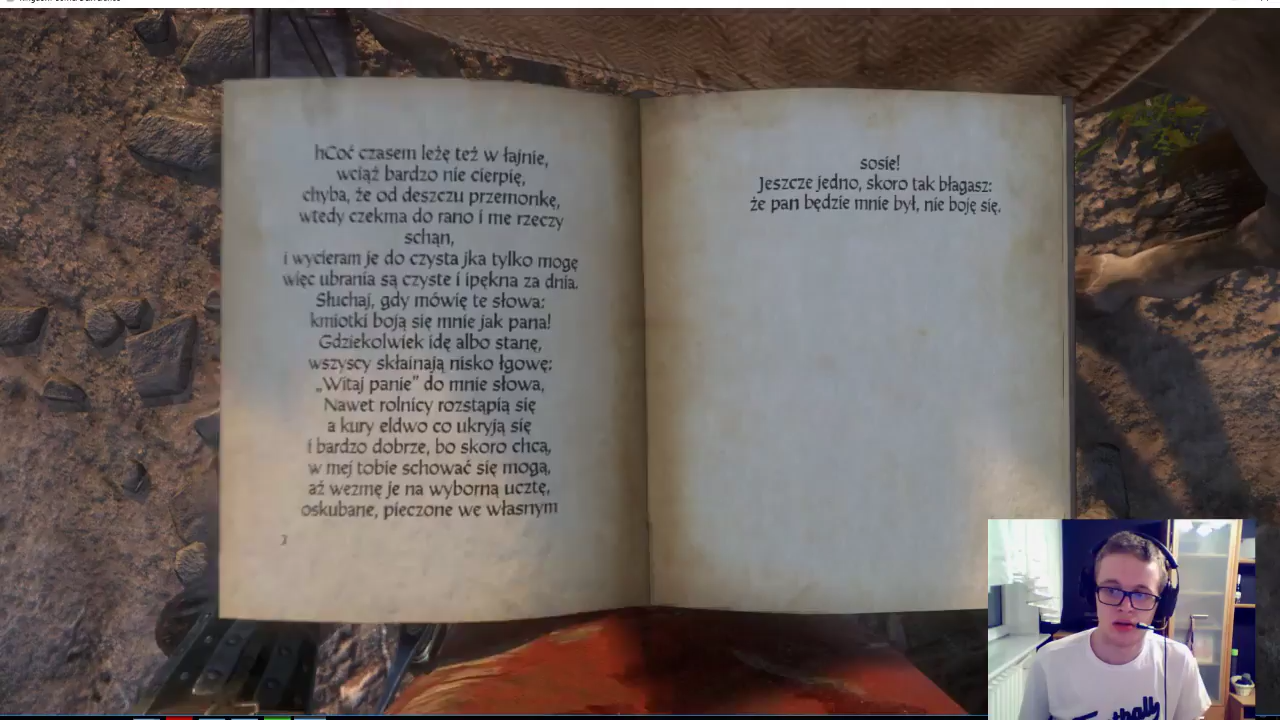 hCoć czasem leżę też w łajnie,
wciąż bardzo nie cierpię,
chyba, że od deszczu przemonkę,
wtedy czekma do rano i me rzeczy
schąn,
i wycieram je do czysta jka tylko mogę
więc ubrania są czyste i ipękna za dnia.
Słuchaj, gdy mówię te słowa:
kmiotki boją się mnie jak pana!
Gdziekolwiek idę albo stanę,
wszyscy skłainają nisko łgowę:
„Witaj panie” do mnie słowa,
Nawet rolnicy rozstąpią się
a kury eldwo co ukryją się
i bardzo dobrze, bo skoro chcą,
w mej tobie schować się mogą,
aż wezmę je na wyborną ucztę,
oskubane, pieczone we własnym
sosie!
Jeszcze jedno, skoro tak błagasz:
że pan będzie mnie był, nie boję się.